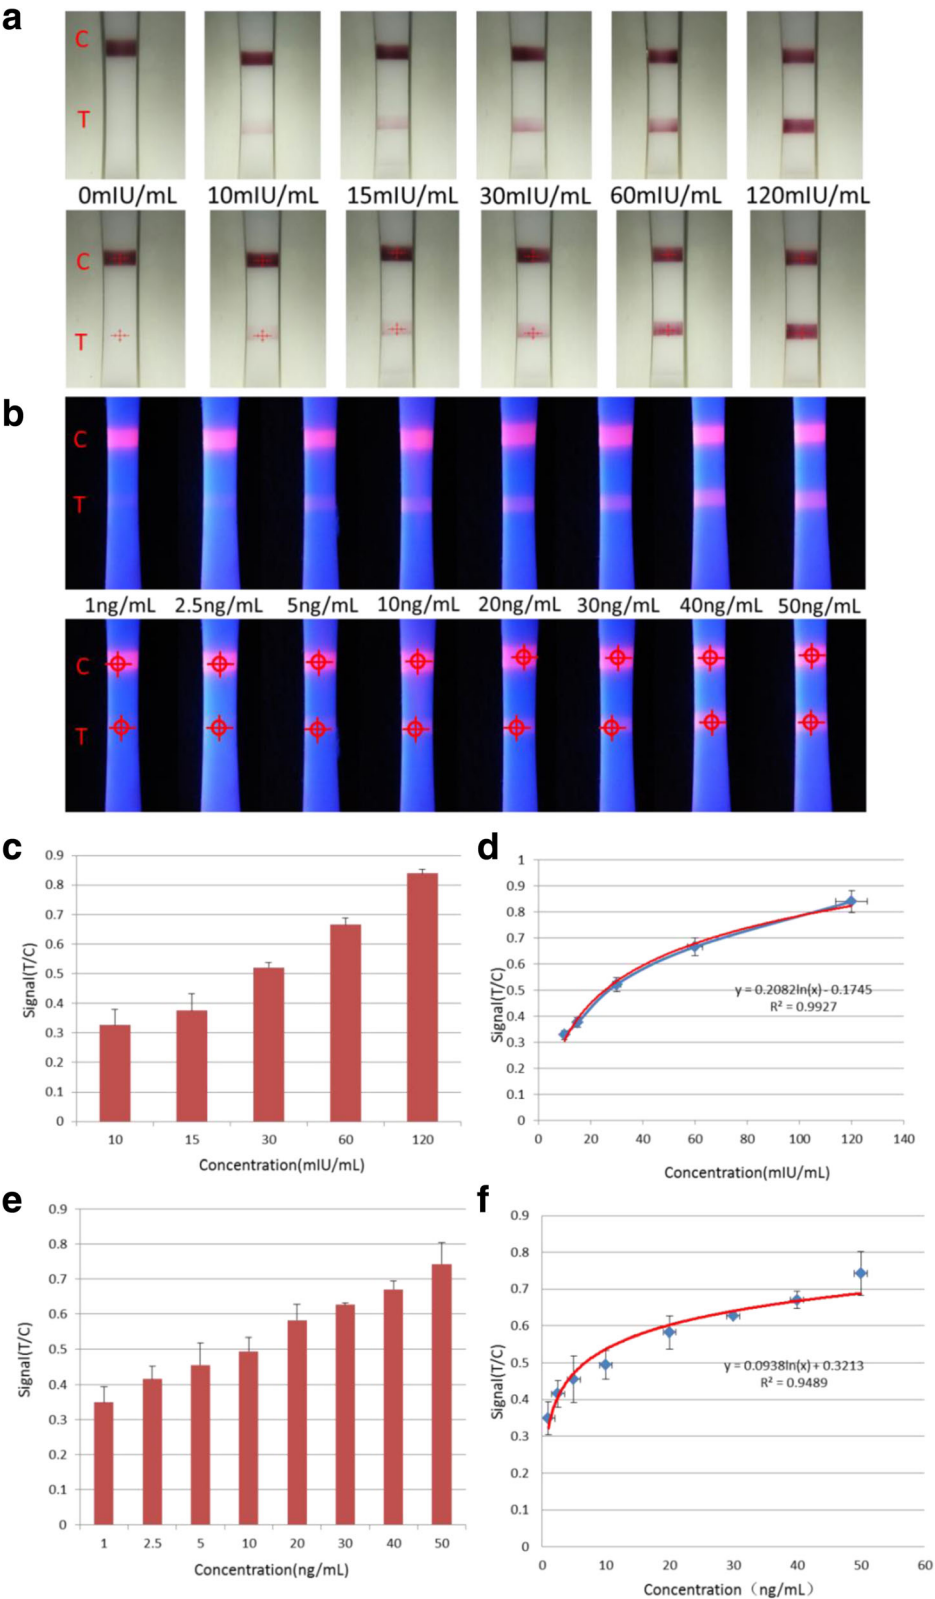 a
C
T
0mIU/mL 10mIU/mL 15mIU/mL 30mIU/mL 60mIU/mL 120mIU/mL
C
T
b
C
T
1ng/mL 2.5ng/mL 5ng/mL 10ng/mL 20ng/mL 30ng/mL 40ng/mL 50ng/mL
C
T
c
0.9
0.8
0.7
0.6
0.5
0.4
0.3
0.2
0.1
0
Signal(T/C)
10 15 30 60 120
Concentration(mIU/mL)
d
1
0.9
0.8
0.7
0.6
0.5
0.4
0.3
0.2
0.1
0
Signal(T/C)
y = 0.2082ln(x) - 0.1745
R² = 0.9927
0 20 40 60 80 100 120 140
Concentration(mIU/mL)
e
0.9
0.8
0.7
0.6
0.5
0.4
0.3
0.2
0.1
0
Signal(T/C)
1 2.5 5 10 20 30 40 50
Concentration(ng/mL)
f
0.9
0.8
0.7
0.6
0.5
0.4
0.3
0.2
0.1
0
Signal(T/C)
y = 0.0938ln(x) + 0.3213
R² = 0.9489
0 10 20 30 40 50 60
Concentration（ng/mL）